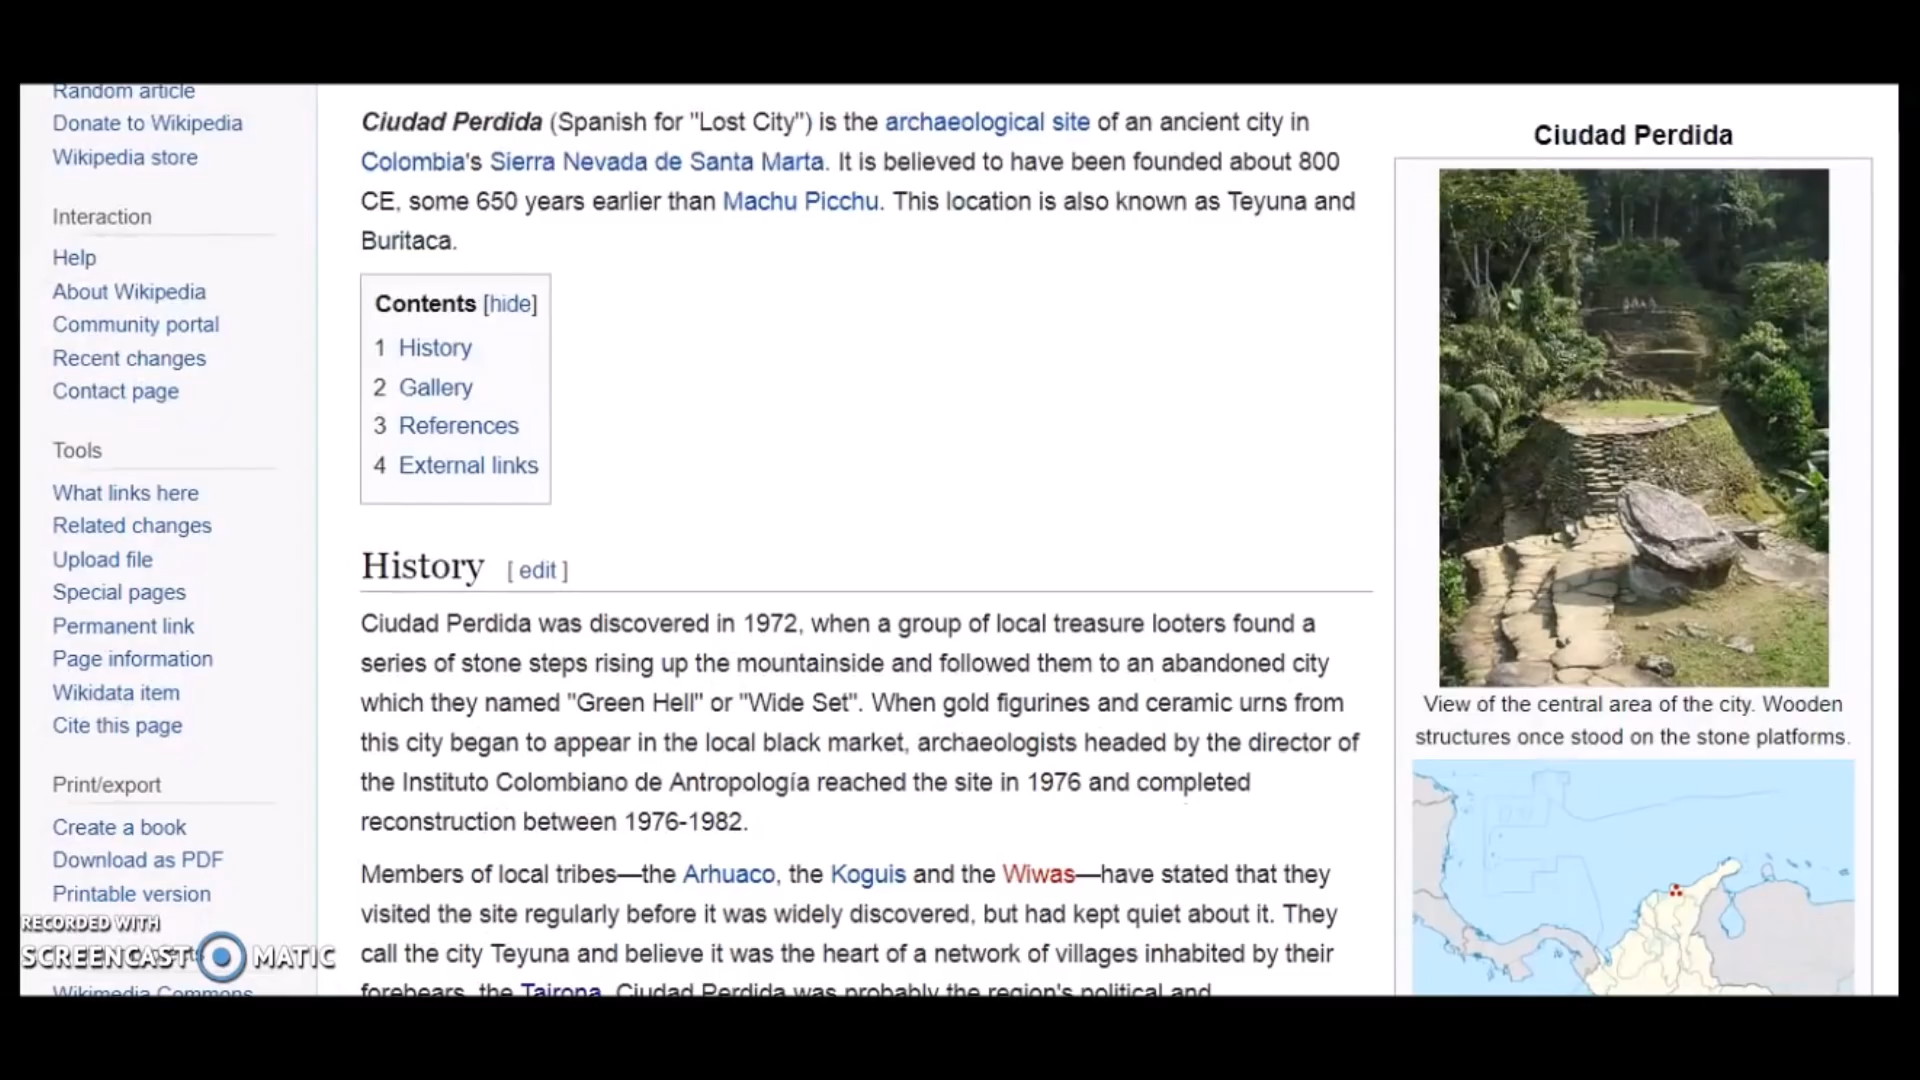 Random article
Donate to Wikipedia
Wikipedia store
Interaction
Help
About Wikipedia
Community portal
Recent changes
Contact page
Tools
What links here
Related changes
Upload file
Special pages
Permanent link
Page information
Wikidata item
Cite this page
Print/export
Create a book
Download as PDF
Printable version
RECORDED WITH
SCREENCAST MATIC
Wikimedia Commons
Ciudad Perdida (Spanish for "Lost City") is the archaeological site of an ancient city in
Colombia's Sierra Nevada de Santa Marta. It is believed to have been founded about 800
CE, some 650 years earlier than Machu Picchu. This location is also known as Teyuna and
Buritaca.
Contents [hide]
1 History
2 Gallery
3 References
4 External links
History [ edit ]
Ciudad Perdida was discovered in 1972, when a group of local treasure looters found a
series of stone steps rising up the mountainside and followed them to an abandoned city
which they named "Green Hell" or "Wide Set". When gold figurines and ceramic urns from
this city began to appear in the local black market, archaeologists headed by the director of
the Instituto Colombiano de Antropología reached the site in 1976 and completed
reconstruction between 1976-1982.
Members of local tribes—the Arhuaco, the Koguis and the Wiwas—have stated that they
visited the site regularly before it was widely discovered, but had kept quiet about it. They
call the city Teyuna and believe it was the heart of a network of villages inhabited by their
forebears, the Tairona. Ciudad Perdida was probably the region's political and
Ciudad Perdida
View of the central area of the city. Wooden
structures once stood on the stone platforms.